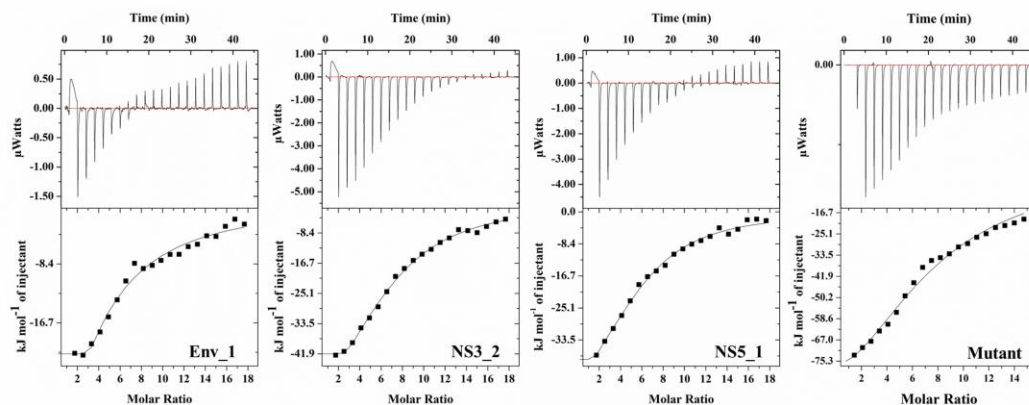 Time (min)
0 10 20 30 40
0.50
0.00
-0.50
-1.00
-1.50
µWatts
-8.4
-16.7
kJ mol⁻¹ of injectant
Env_1
0 2 4 6 8 10 12 14 16 18
Molar Ratio
Time (min)
0 10 20 30 40
1.00
0.00
-1.00
-2.00
-3.00
-4.00
-5.00
µWatts
-8.4
-16.7
-25.1
-33.5
-41.9
kJ mol⁻¹ of injectant
NS3_2
0 2 4 6 8 10 12 14 16 18
Molar Ratio
Time (min)
0 10 20 30 40
1.00
0.00
-1.00
-2.00
-3.00
-4.00
µWatts
0.0
-8.4
-16.7
-25.1
-33.5
kJ mol⁻¹ of injectant
NS5_1
0 2 4 6 8 10 12 14 16 18
Molar Ratio
Time (min)
0 10 20 30 40
0.00
µWatts
-16.7
-25.1
-33.5
-41.9
-50.2
-58.6
-67.0
-75.3
kJ mol⁻¹ of injectant
Mutant
0 2 4 6 8 10 12 14
Molar Ratio